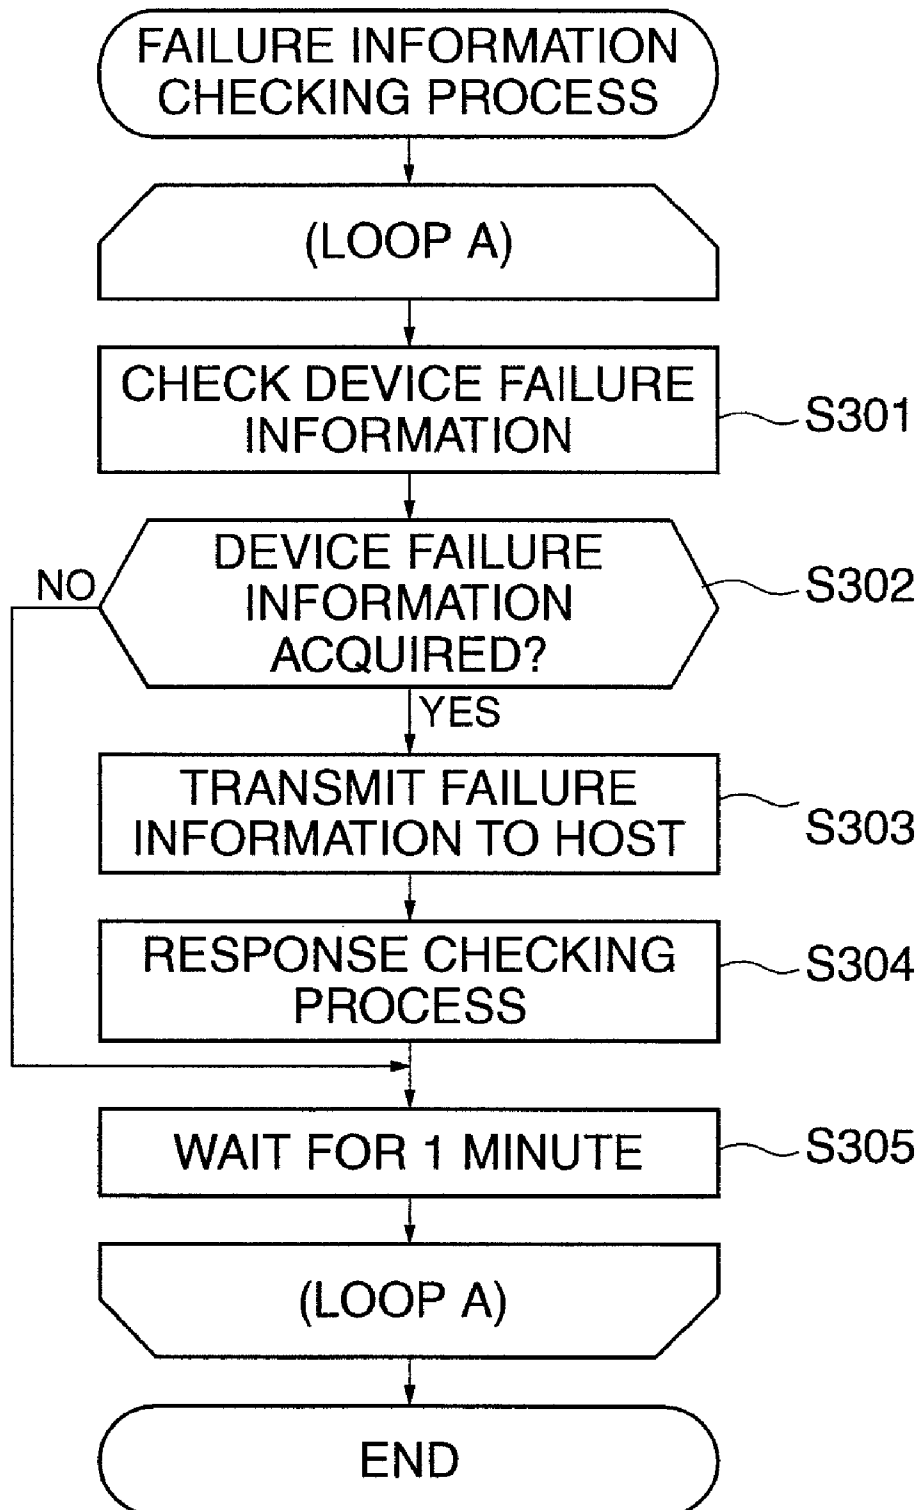 FAILURE INFORMATION
CHECKING PROCESS
(LOOP A)
CHECK DEVICE FAILURE
INFORMATION
S301
DEVICE FAILURE
INFORMATION
ACQUIRED?
S302
NO
YES
TRANSMIT FAILURE
INFORMATION TO HOST
S303
RESPONSE CHECKING
PROCESS
S304
WAIT FOR 1 MINUTE
S305
(LOOP A)
END